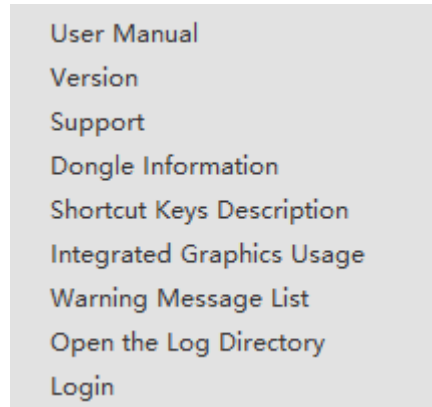 User Manual
Version
Support
Dongle Information
Shortcut Keys Description
Integrated Graphics Usage
Warning Message List
Open the Log Directory
Login